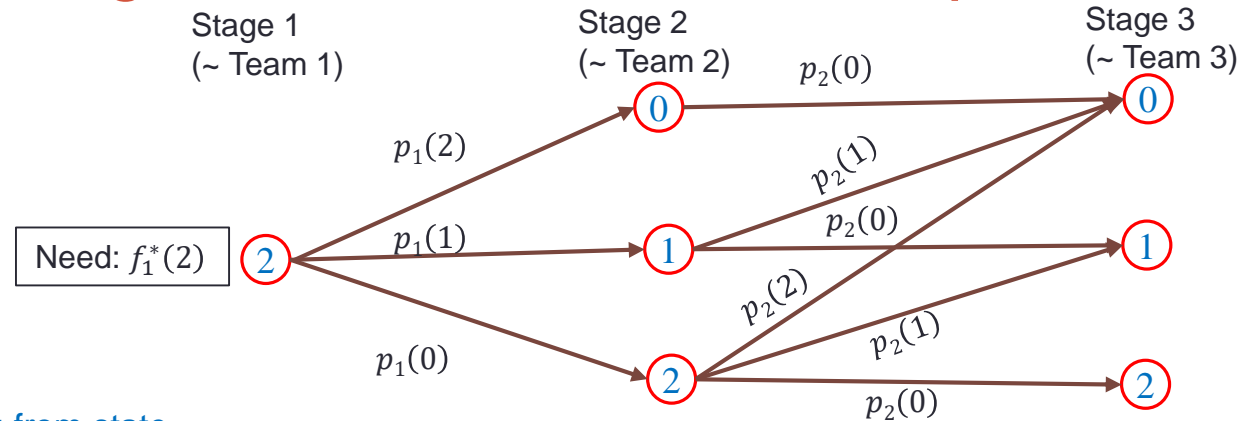 Stage 1
(~ Team 1)
Stage 2
(~ Team 2)
Stage 3
(~ Team 3)
p₂(0)
0
0
p₁(2)
p₂(1)
p₂(0)
Need: f₁*(2)
2
p₁(1)
1
1
p₂(2)
p₂(1)
p₁(0)
2
2
p₂(0)
from state